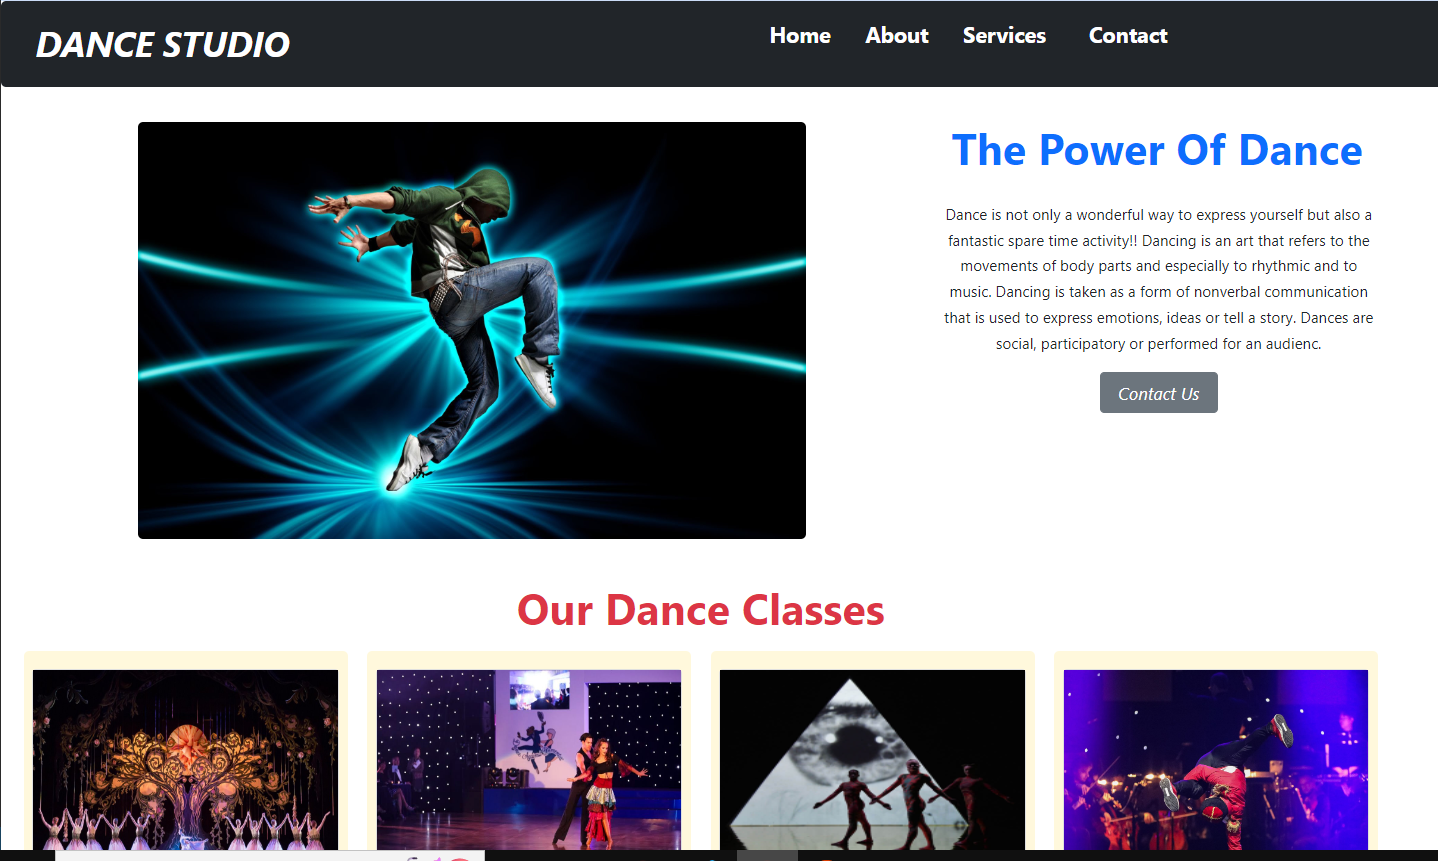 DANCE STUDIO
Home About Services Contact
The Power Of Dance
Dance is not only a wonderful way to express yourself but also a
fantastic spare time activity!! Dancing is an art that refers to the
movements of body parts and especially to rhythmic and to
music. Dancing is taken as a form of nonverbal communication
that is used to express emotions, ideas or tell a story. Dances are
social, participatory or performed for an audienc.
Contact Us
Our Dance Classes